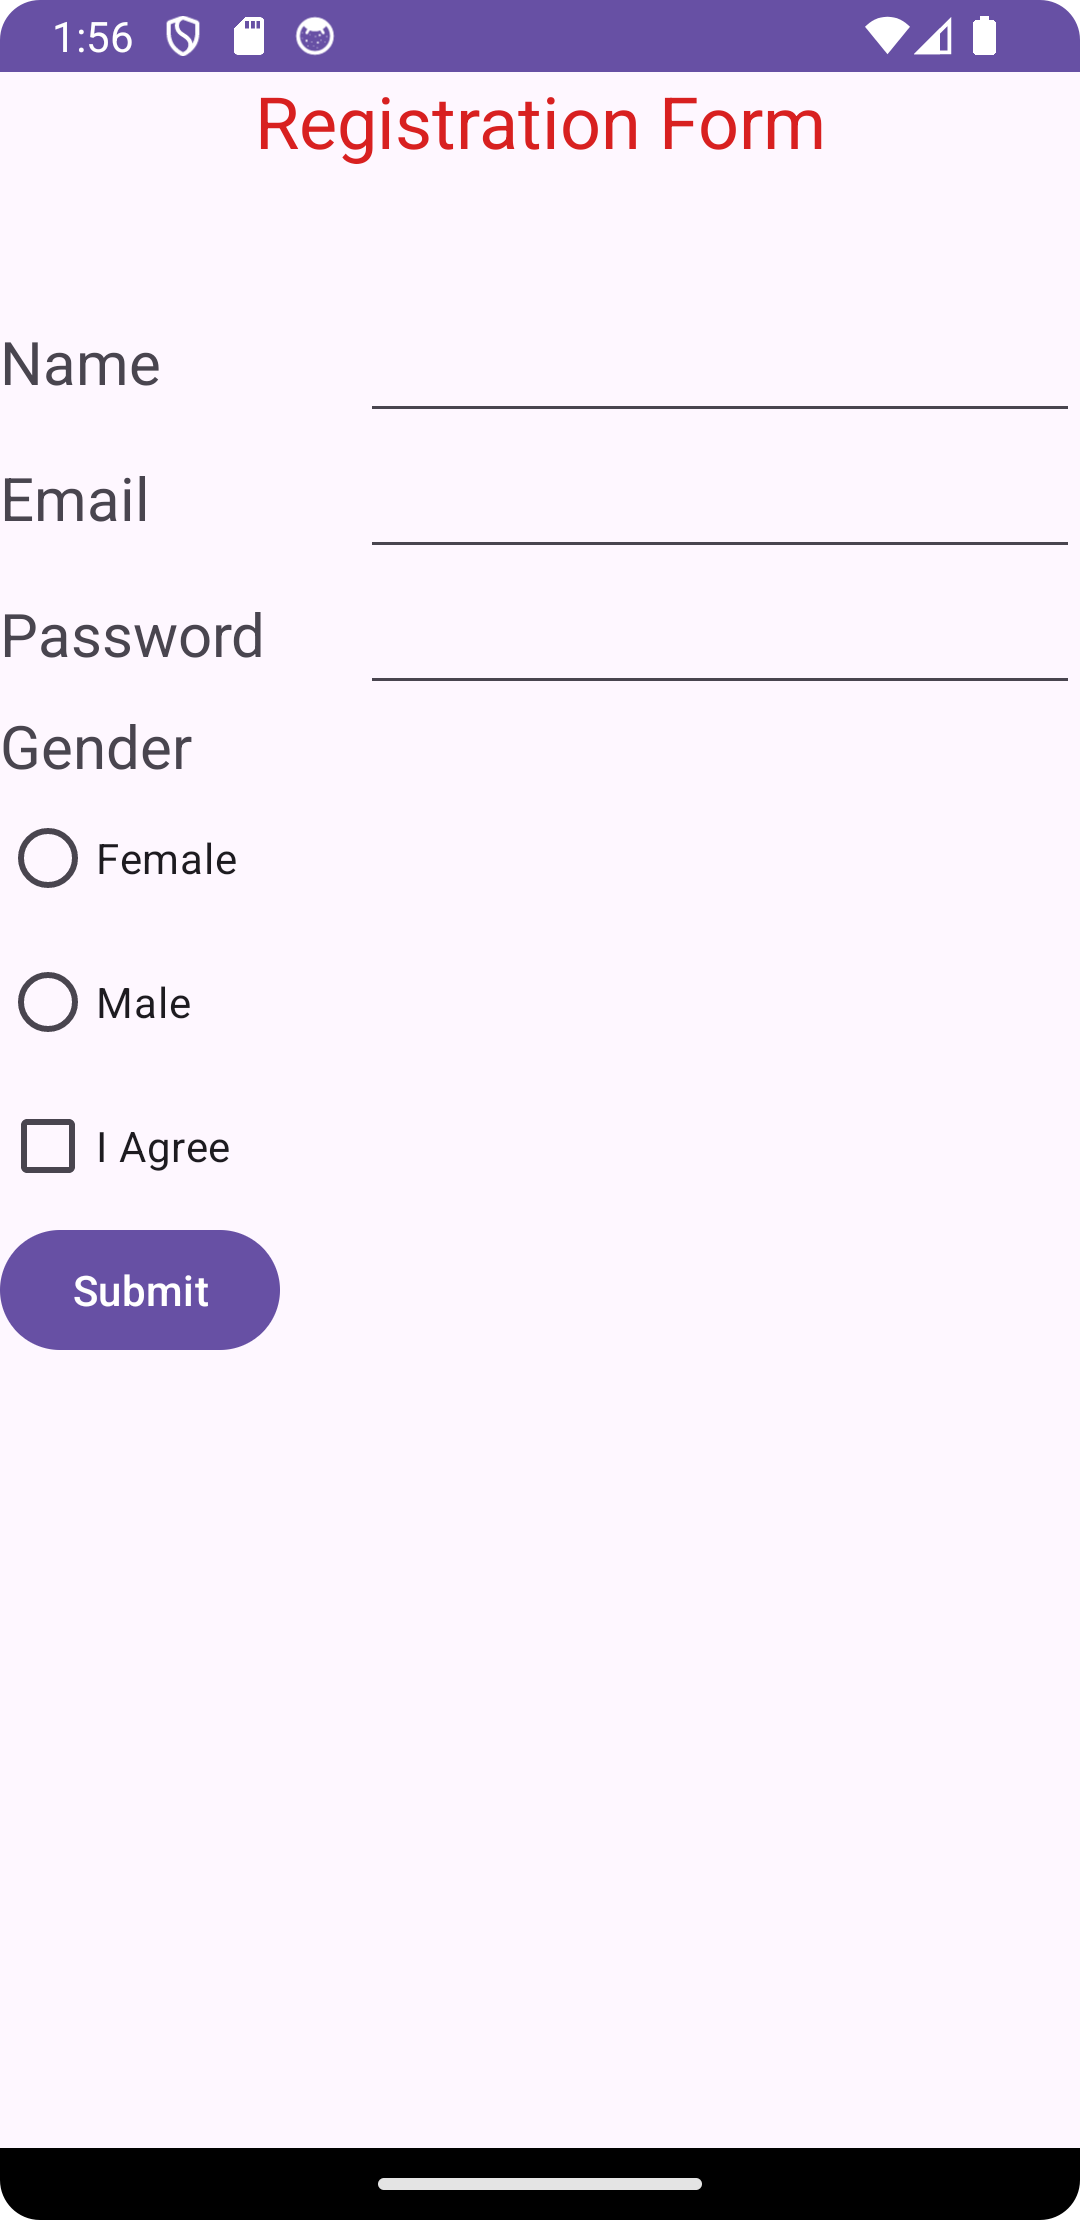 1:56
Registration Form
Name
Email
Password
Gender
Female
Male
I Agree
Submit